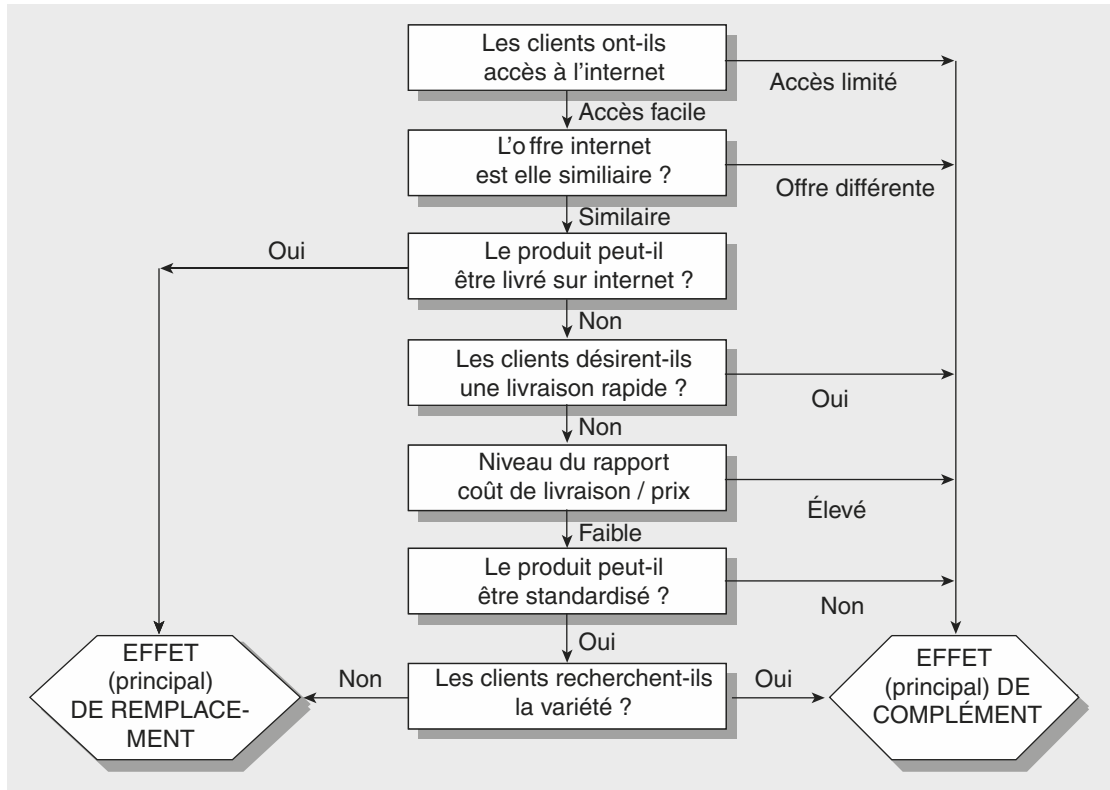 Les clients ont-ils
accès à l'internet
Accès limité
Accès facile
L'o ffre internet
est elle similiaire ?
Offre différente
Similaire
Oui
Le produit peut-il
être livré sur internet ?
Non
Les clients désirent-ils
une livraison rapide ?
Oui
Non
Niveau du rapport
coût de livraison / prix
Élevé
Faible
Le produit peut-il
être standardisé ?
Non
Oui
EFFET
(principal)
DE REMPLACE-
MENT
Non
Les clients recherchent-ils
la variété ?
Oui
EFFET
(principal) DE
COMPLÉMENT